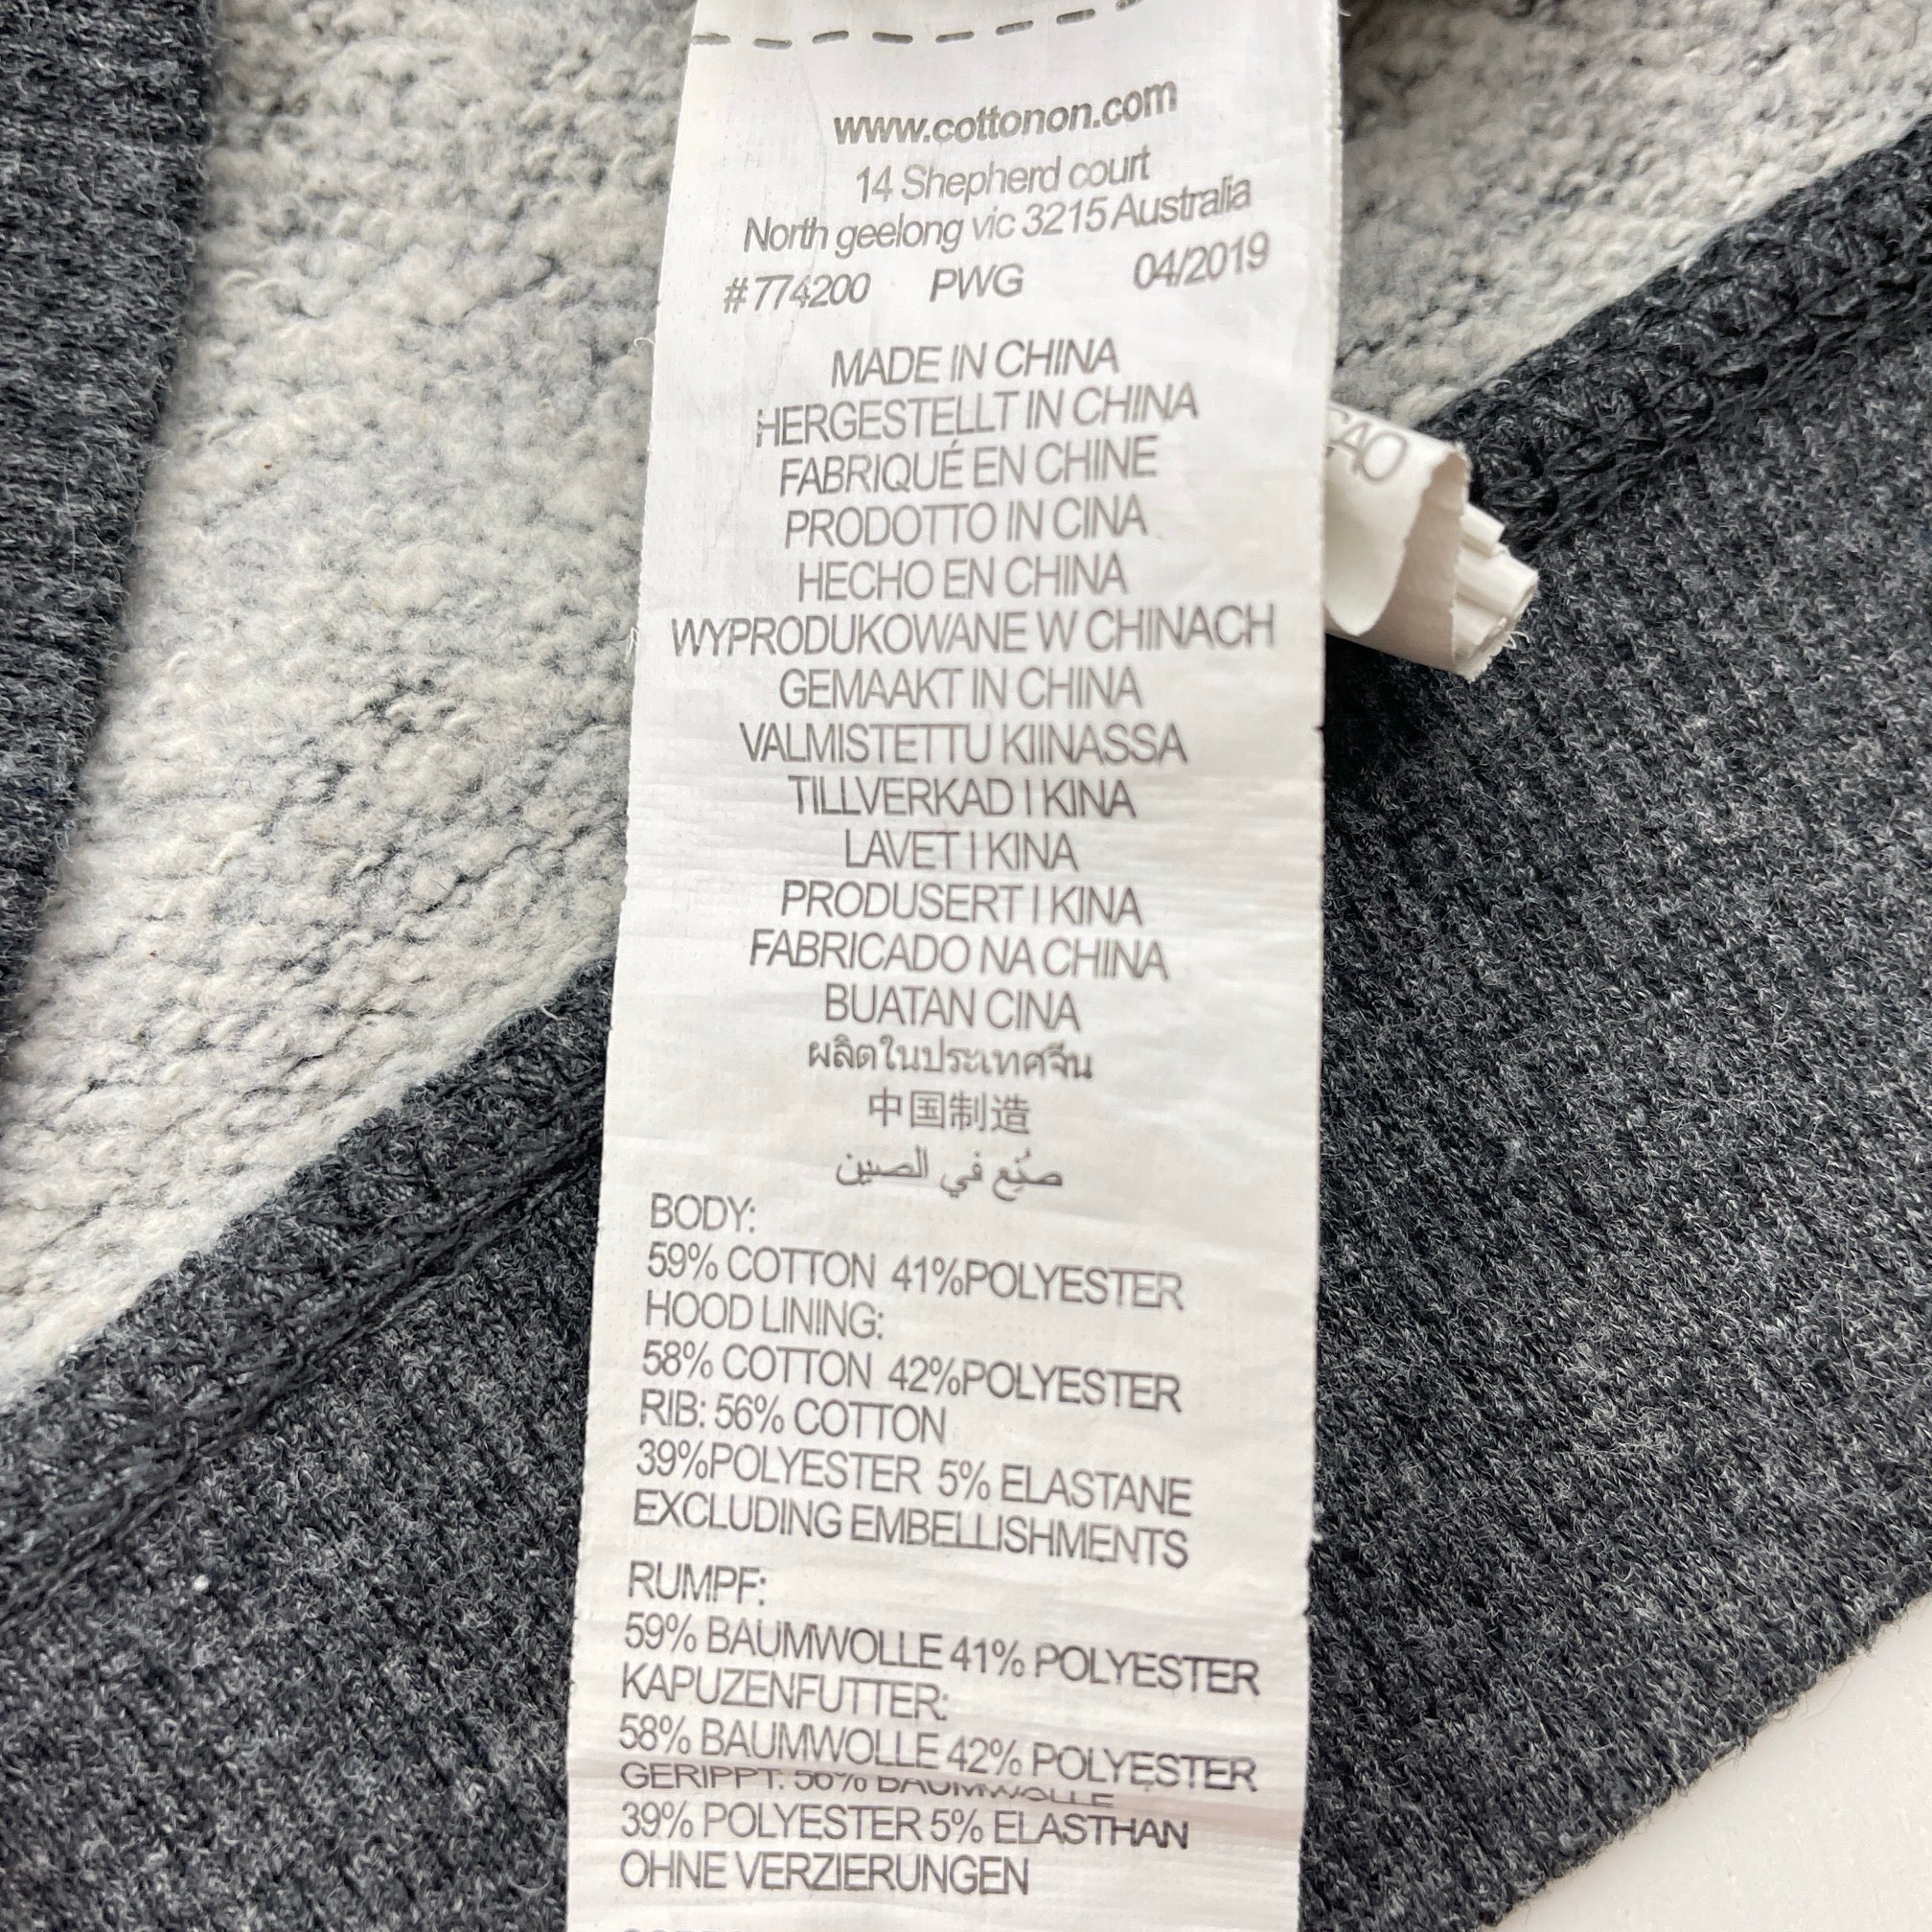 www.cottonon.com
14 Shepherd court
North geelong vic 3215 Australia
#774200 PWG 04/2019
MADE IN CHINA
HERGESTELLT IN CHINA
FABRIQUÉ EN CHINE
PRODOTTO IN CINA
HECHO EN CHINA
WYPRODUKOWANE W CHINACH
GEMAAKT IN CHINA
VALMISTETTU KIINASSA
TILLVERKAD I KINA
LAVET I KINA
PRODUSERT I KINA
FABRICADO NA CHINA
BUATAN CINA
ผลิตในประเทศจีน
中国制造
صُنِع في الصين
BODY:
59% COTTON 41%POLYESTER
HOOD LINING:
58% COTTON 42%POLYESTER
RIB: 56% COTTON
39%POLYESTER 5% ELASTANE
EXCLUDING EMBELLISHMENTS
RUMPF:
59% BAUMWOLLE 41% POLYESTER
KAPUZENFUTTER:
58% BAUMWOLLE 42% POLYESTER
GERIPPT: 56% BAUMWOLLE
39% POLYESTER 5% ELASTHAN
OHNE VERZIERUNGEN